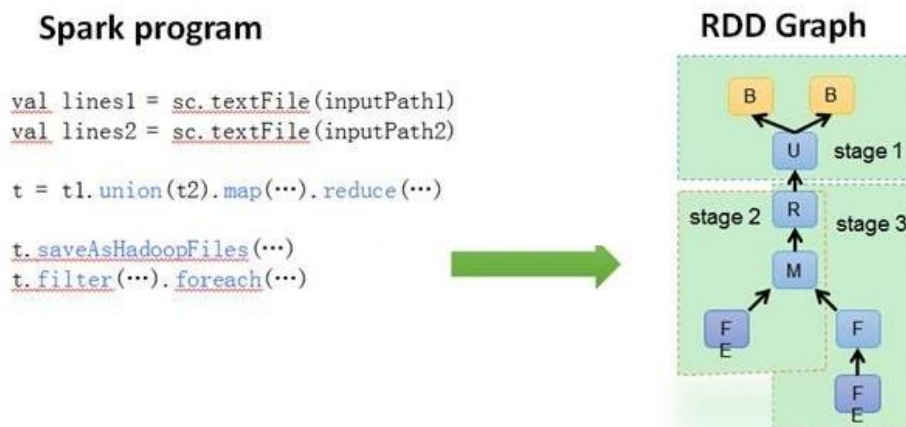 Spark program
RDD Graph
val lines1 = sc.textFile(inputPath1)
val lines2 = sc.textFile(inputPath2)
t = t1.union(t2).map(…).reduce(…)
t.saveAsHadoopFiles(…)
t.filter(…).foreach(…)
B
B
U
stage 1
stage 2
R
stage 3
M
F
E
F
F
E